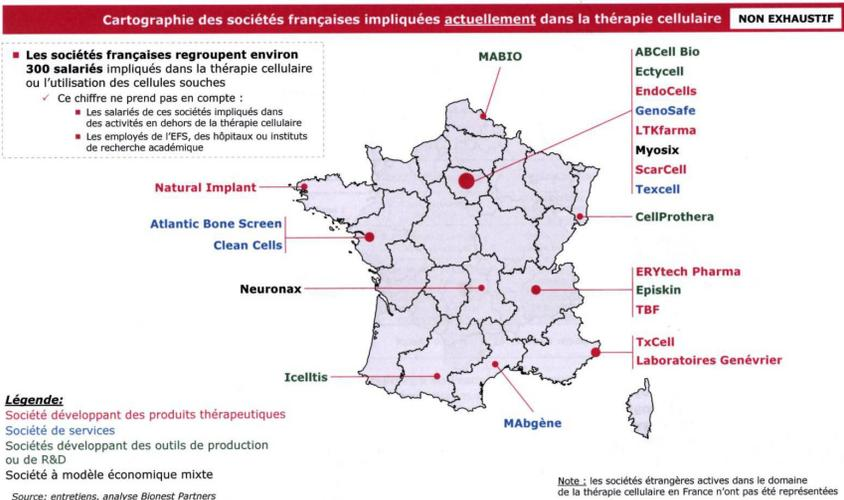 Cartographie des sociétés françaises impliquées actuellement dans la thérapie cellulaire
NON EXHAUSTIF
Les sociétés françaises regroupent environ
300 salariés impliqués dans la thérapie cellulaire
ou l'utilisation des cellules souches
✓ Ce chiffre ne prend pas en compte :
Les salariés de ces sociétés impliqués dans
des activités en dehors de la thérapie cellulaire
Les employés de l'EFS, des hôpitaux ou instituts
de recherche académique
MABIO
ABCell Bio
Ectycell
EndoCells
GenoSafe
LTKfarma
Myosix
ScarCell
Texcell
Natural Implant
CellProthera
Atlantic Bone Screen
Clean Cells
Neuronax
ERYtech Pharma
Episkin
TBF
TxCell
Laboratoires Genévrier
Icelltis
MAbgène
Légende:
Société développant des produits thérapeutiques
Société de services
Sociétés développant des outils de production
ou de R&D
Société à modèle économique mixte
Source: entretiens, analyse Bionest Partners
Note : les sociétés étrangères actives dans le domaine
de la thérapie cellulaire en France n'ont pas été représentées